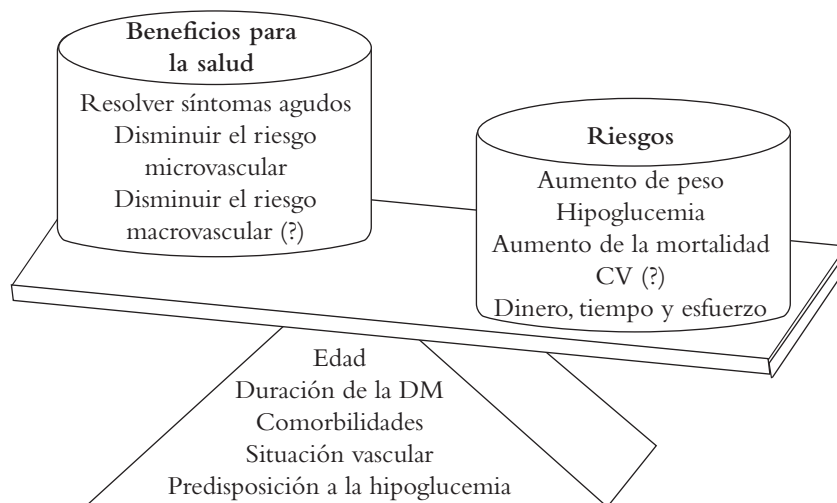 Beneficios para
la salud
Resolver síntomas agudos
Disminuir el riesgo
microvascular
Disminuir el riesgo
macrovascular (?)
Riesgos
Aumento de peso
Hipoglucemia
Aumento de la mortalidad
CV (?)
Dinero, tiempo y esfuerzo
Edad
Duración de la DM
Comorbilidades
Situación vascular
Predisposición a la hipoglucemia